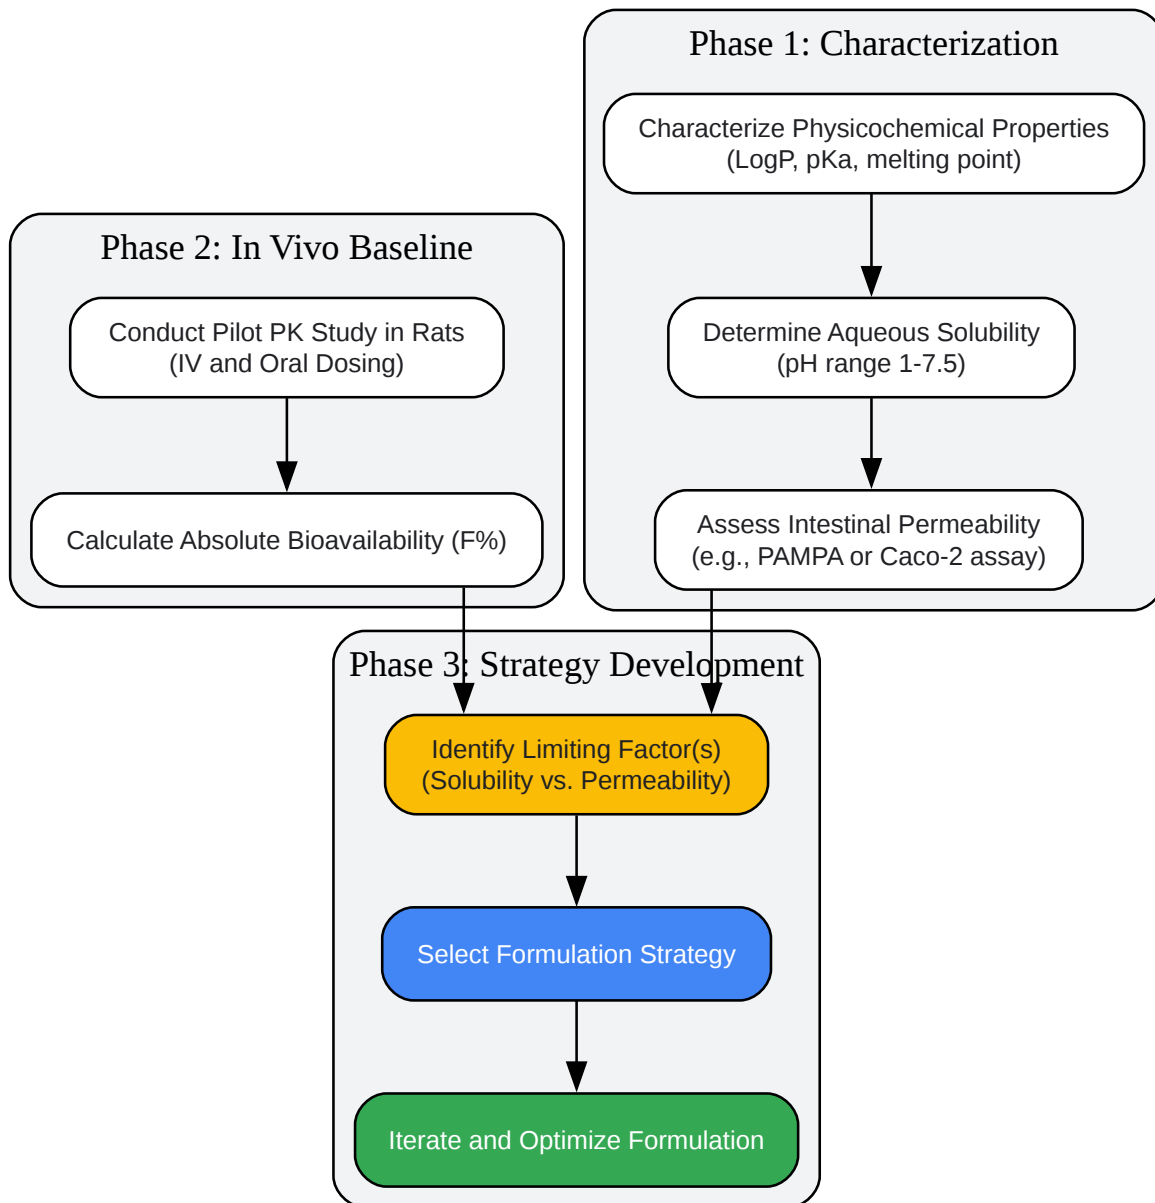 Phase 1: Characterization
Characterize Physicochemical Properties
(LogP, pKa, melting point)
Determine Aqueous Solubility
(pH range 1-7.5)
Assess Intestinal Permeability
(e.g., PAMPA or Caco-2 assay)
Phase 2: In Vivo Baseline
Conduct Pilot PK Study in Rats
(IV and Oral Dosing)
Calculate Absolute Bioavailability (F%)
Phase 3: Strategy Development
Identify Limiting Factor(s)
(Solubility vs. Permeability)
Select Formulation Strategy
Iterate and Optimize Formulation